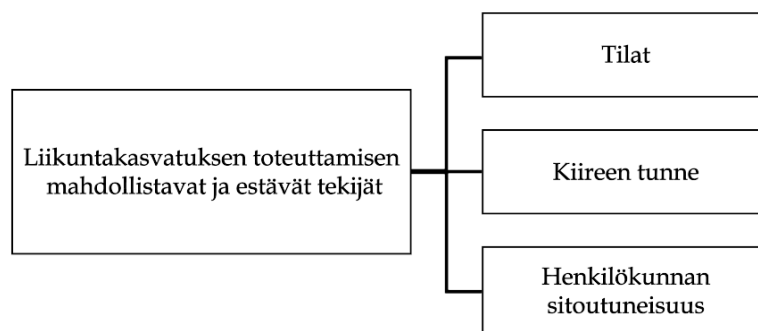 Liikuntakasvatuksen toteuttamisen
mahdollistavat ja estävät tekijät
Tilat
Kiireen tunne
Henkilökunnan
sitoutuneisuus